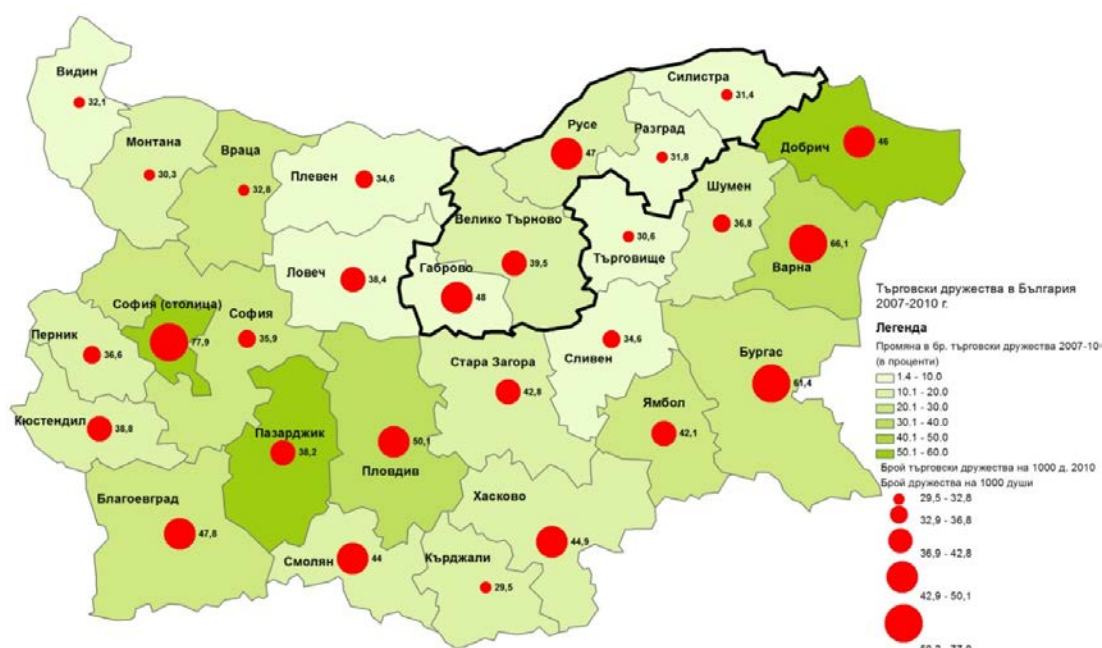 Видин
32,1
Монтана
30,3
Враца
32,8
Плевен
34,6
Ловеч
38,4
Велико Търново
39,5
Габрово
48
Русе
47
Силистра
31,4
Разград
31,8
Търговище
30,6
Шумен
36,8
Добрич
46
Варна
66,1
София (столица)
77,9
София
35,9
Перник
36,6
Кюстендил
38,8
Благоевград
47,8
Пазарджик
38,2
Пловдив
50,1
Смолян
44
Стара Загора
42,8
Сливен
34,6
Ямбол
42,1
Бургас
61,4
Хасково
44,9
Кърджали
29,5
Търговски дружества в България
2007-2010 г.
Легенда
Промяна в бр. търговски дружества 2007-10
(в проценти)
1.4 - 10.0
10.1 - 20.0
20.1 - 30.0
30.1 - 40.0
40.1 - 50.0
50.1 - 60.0
Брой търговски дружества на 1000 д. 2010
Брой дружества на 1000 души
29,5 - 32,8
32,9 - 36,8
36,9 - 42,8
42,9 - 50,1